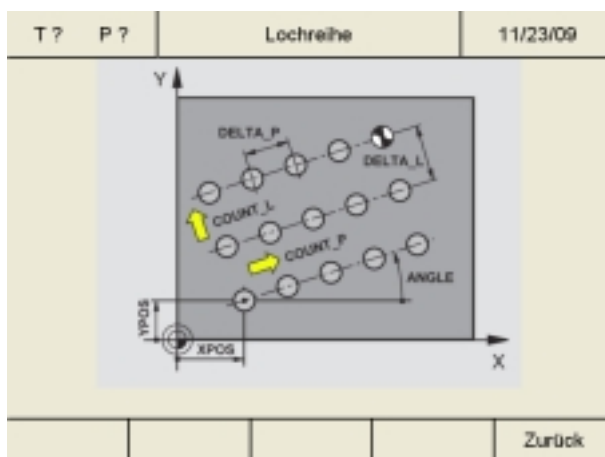 T ? P ? Lochreihe 11/23/09
Y
DELTA_P
DELTA_L
COUNT_L
COUNT_P
ANGLE
YPOS
XPOS
X
Zurück